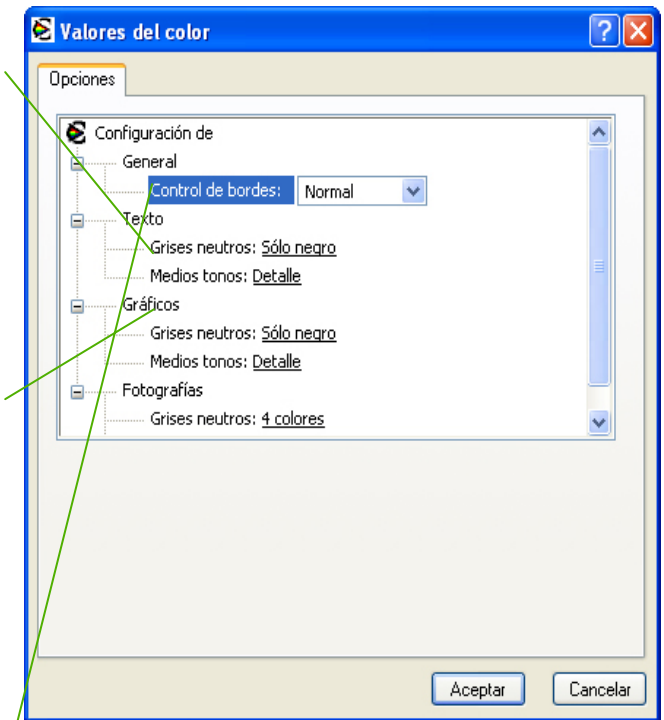 Valores del color
Opciones
Configuración de
General
Control de bordes: Normal
Texto
Grises neutros: Sólo negro
Medios tonos: Detalle
Gráficos
Grises neutros: Sólo negro
Medios tonos: Detalle
Fotografías
Grises neutros: 4 colores
Aceptar Cancelar